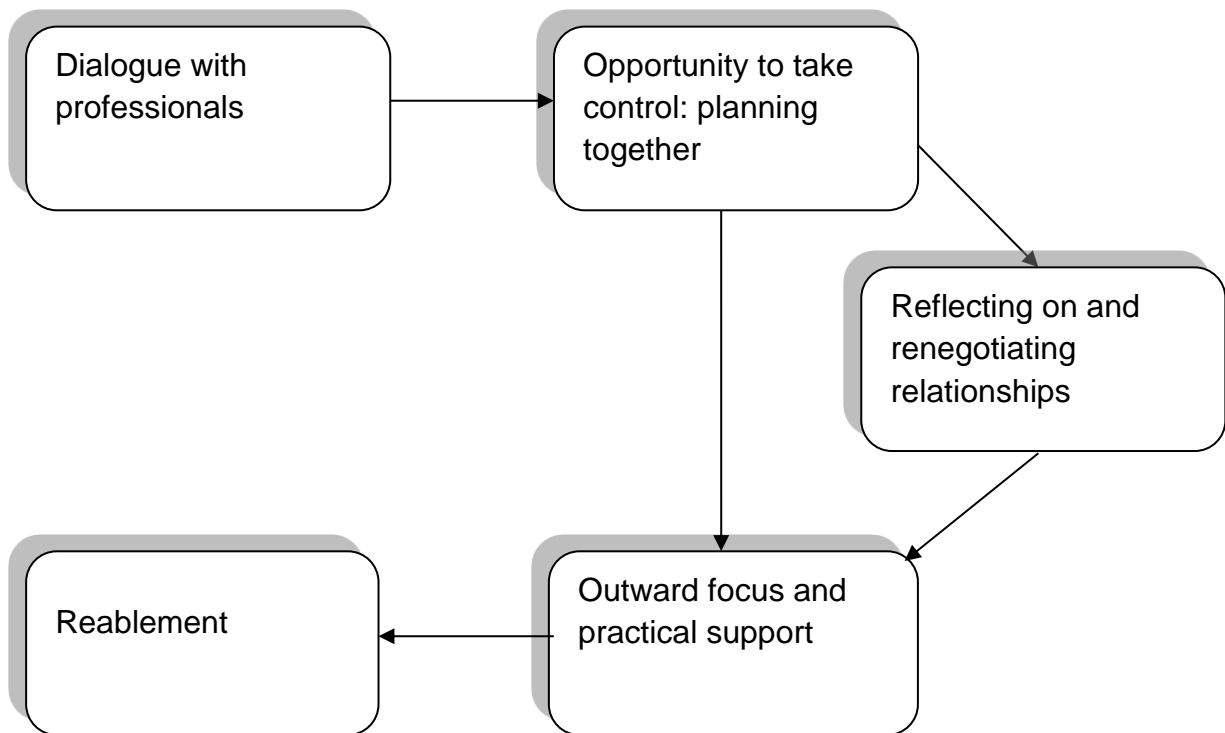 Dialogue with
professionals
Opportunity to take
control: planning
together
Reflecting on and
renegotiating
relationships
Outward focus and
practical support
Reablement